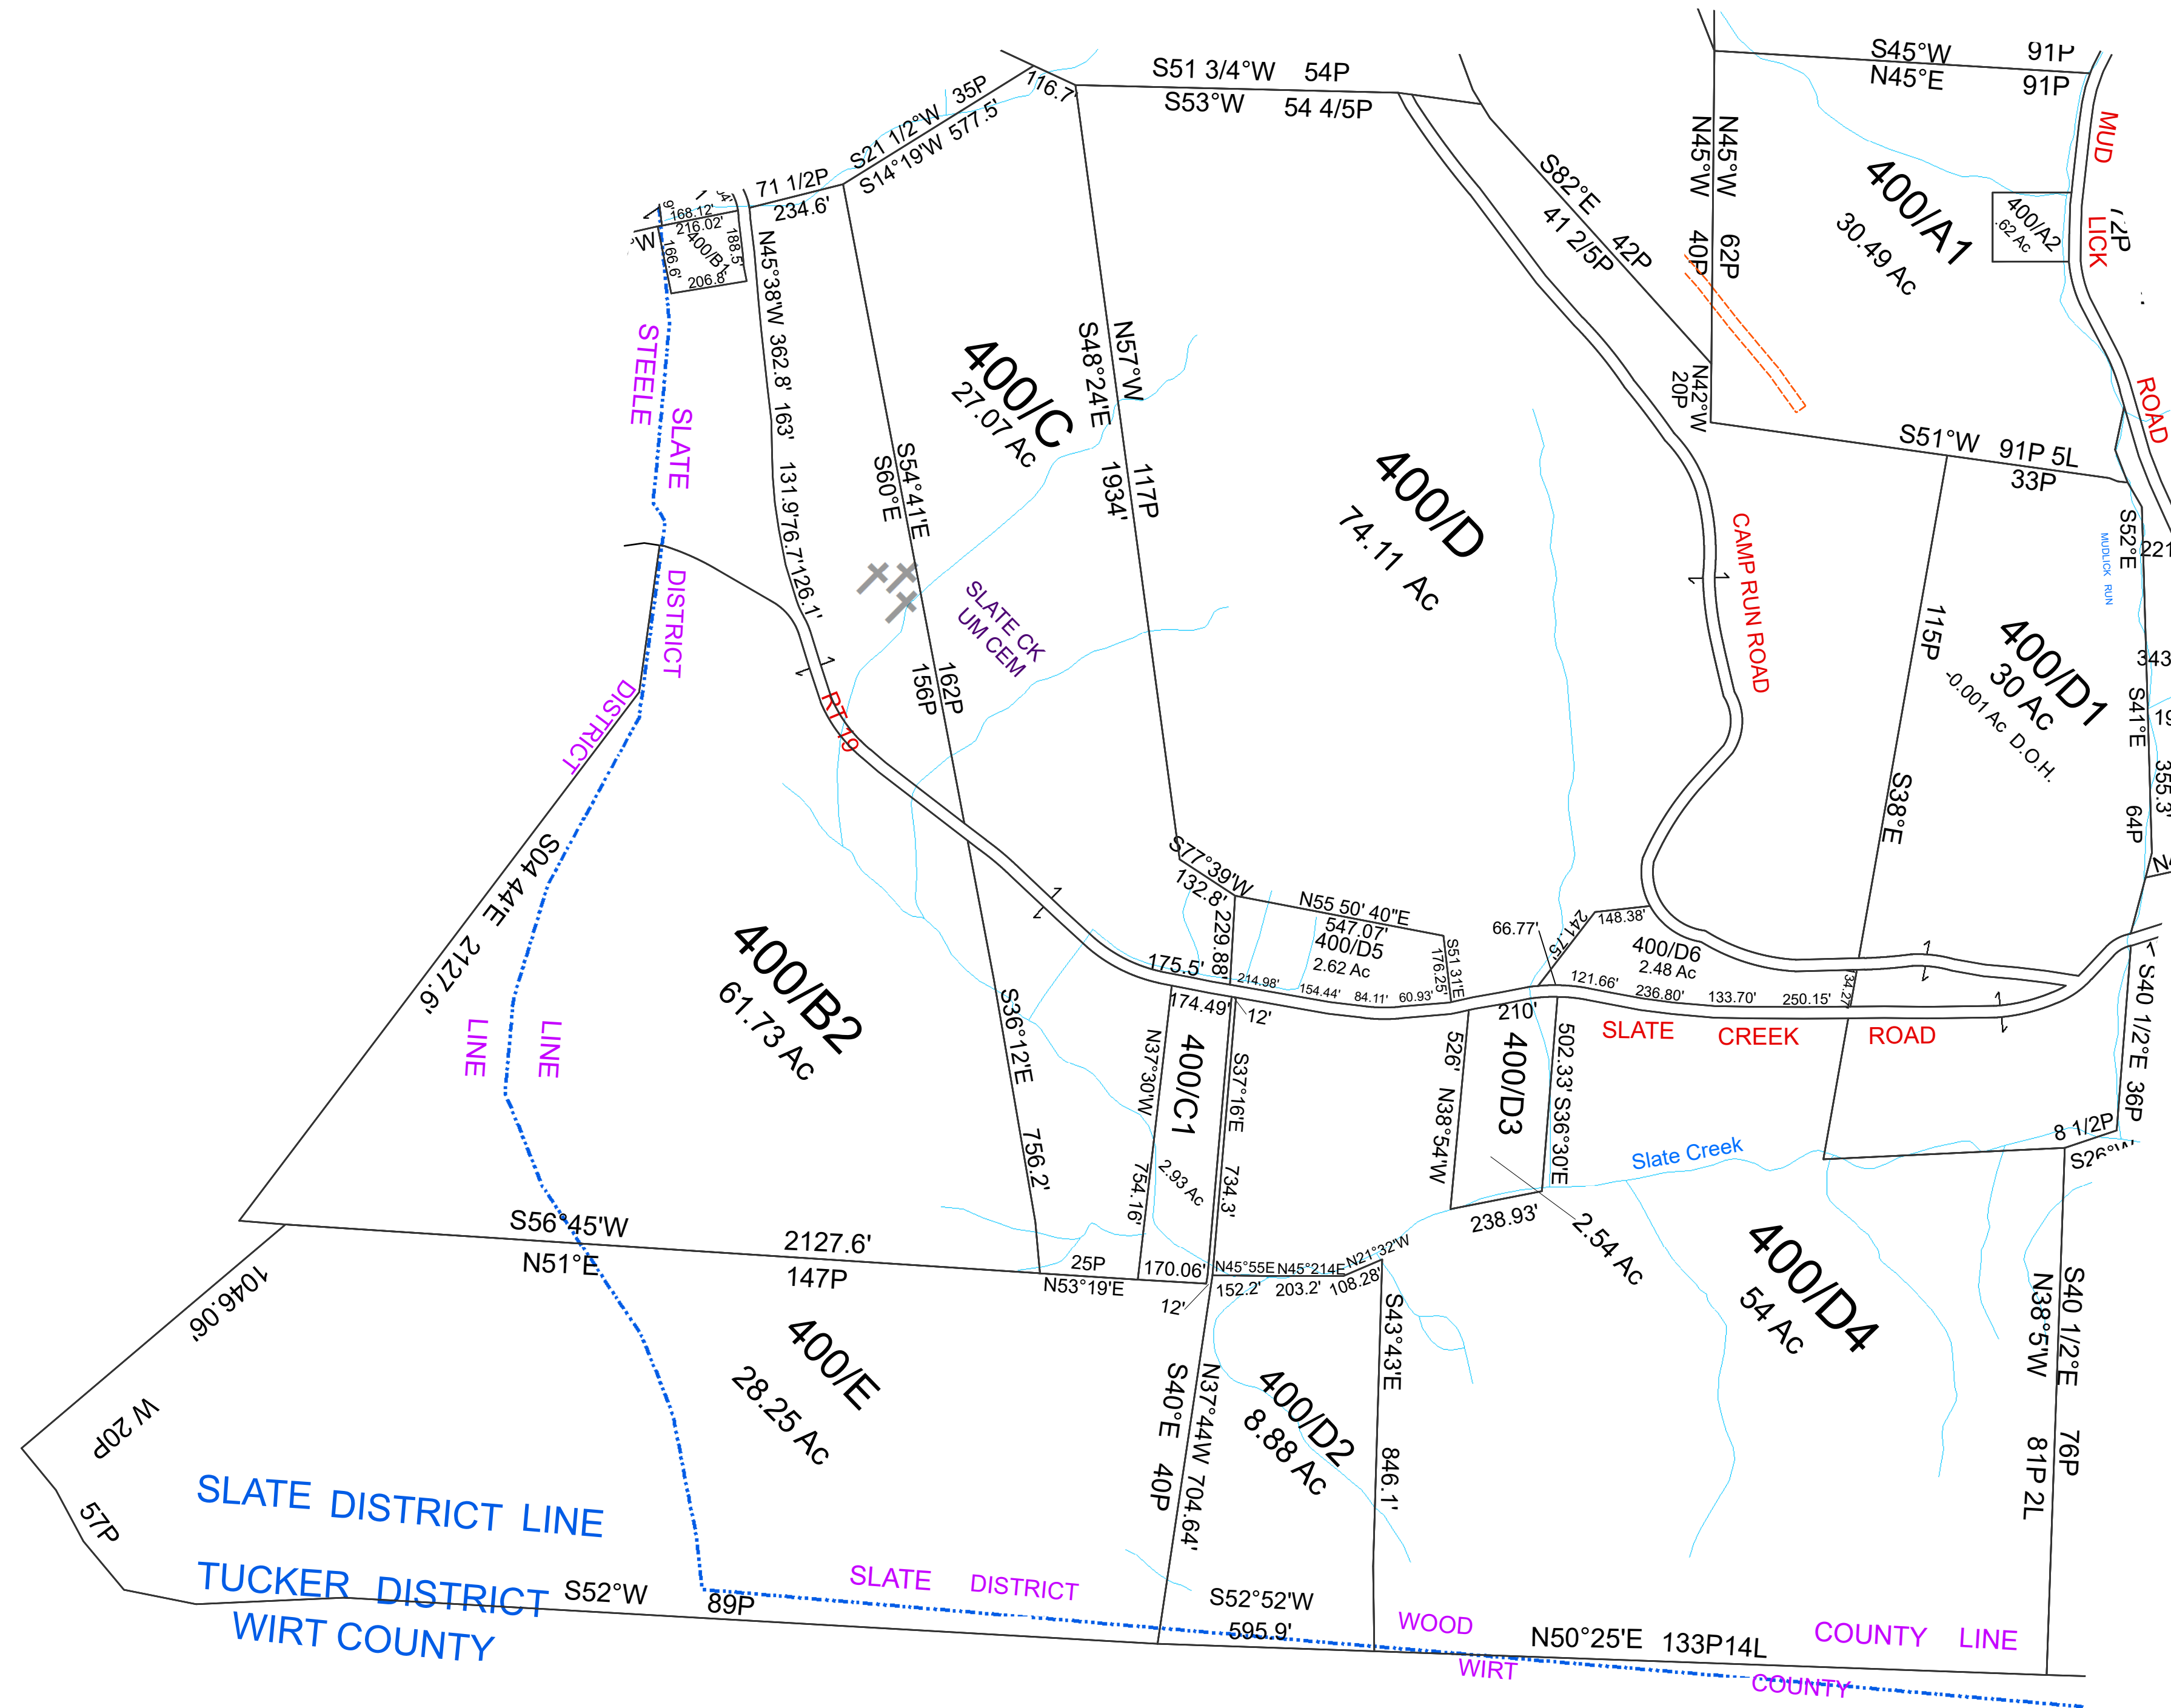 S51 3/4°W 54P
S53°W 54 4/5P
S45°W 91P
N45°E 91P
MUD
LICK
ROAD
116.7'
S21 1/2°W 35P
S14°19'W 577.5'
71 1/2P
234.6'
168.12'
216.02'
400/B1
188.5'
166.6'
206.8'
°W
N45°38'W 362.8' 163' 131.9' 76.7' 126.1'
STEELE
SLATE
DISTRICT
DISTRICT
LINE
LINE
S82°E 42P
41 2/5P
N45°W 62P
N45°W 40P
N42°W
20P
400/A1
30.49 Ac
400/A2
.62 Ac
72P
S51°W 91P 5L
33P
400/C
27.07 Ac
N57°W 117P
S48°24'E 1934'
S54°41'E 162P
S60°E 156P
400/D
74.11 Ac
SLATE CK
UM CEM
RT 19
CAMP RUN ROAD
S52°E
221
MUDLICK RUN
343
S41°E
19
355.3'
64P
115P
S38°E
400/D1
30 Ac
-0.001 Ac D.O.H.
S04 44'E 2127.6'
400/B2
61.73 Ac
S36°12'E 756.2'
S77°39'W
132.8'
229.88'
N55 50' 40"E
547.07'
400/D5
2.62 Ac
S51 31'E
176.25'
214.98'
154.44'
84.11'
60.93'
66.77'
241.75'
148.38'
400/D6
2.48 Ac
121.66'
236.80'
133.70'
250.15'
134.27'
175.5'
174.49'
12'
210'
SLATE CREEK ROAD
400/C1
2.93 Ac
N37°30'W 754.16'
S37°16'E 734.3'
526' N38°54'W
400/D3
502.33' S36°30'E
238.93'
2.54 Ac
Slate Creek
S40 1/2°E 36P
8 1/2P
S26°W
S56°45'W 2127.6'
N51°E 147P
25P
N53°19'E
170.06'
12'
N45°55E
152.2'
N45°214E
203.2'
N21°32'W
108.28'
1046.06'
W 20P
57P
400/E
28.25 Ac
S40°E 40P
N37°44W 704.64'
400/D2
8.88 Ac
S43°43'E 846.1'
400/D4
54 Ac
S40 1/2°E 76P
N38°5'W 81P 2L
SLATE DISTRICT LINE
TUCKER DISTRICT
WIRT COUNTY
S52°W 89P
SLATE DISTRICT
S52°52'W
595.9'
WOOD COUNTY LINE
N50°25'E 133P14L
WIRT COUNTY